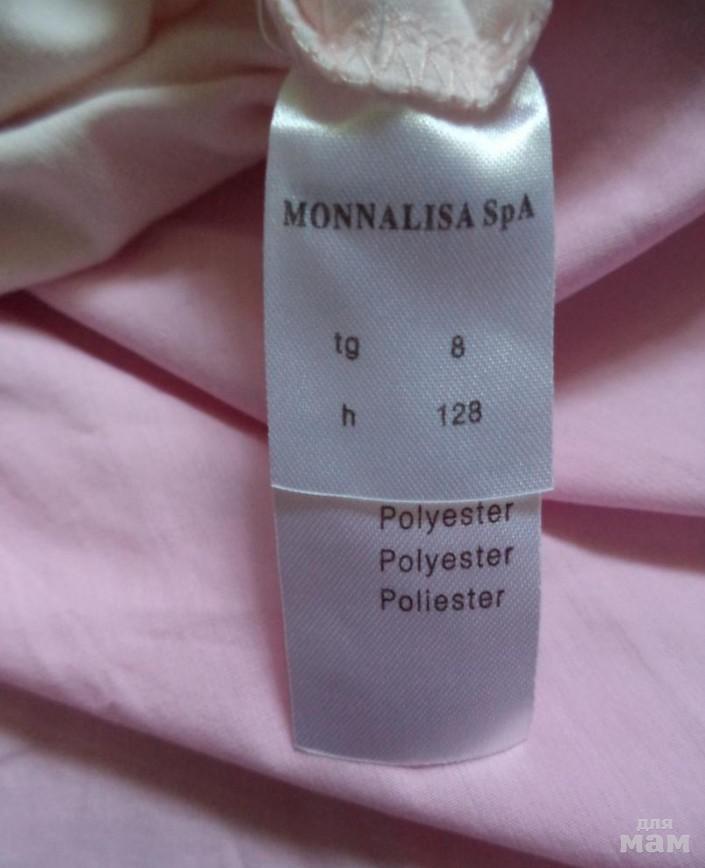 MONNALISA SpA
tg 8
h 128
Polyester
Polyester
Poliester
для
мам